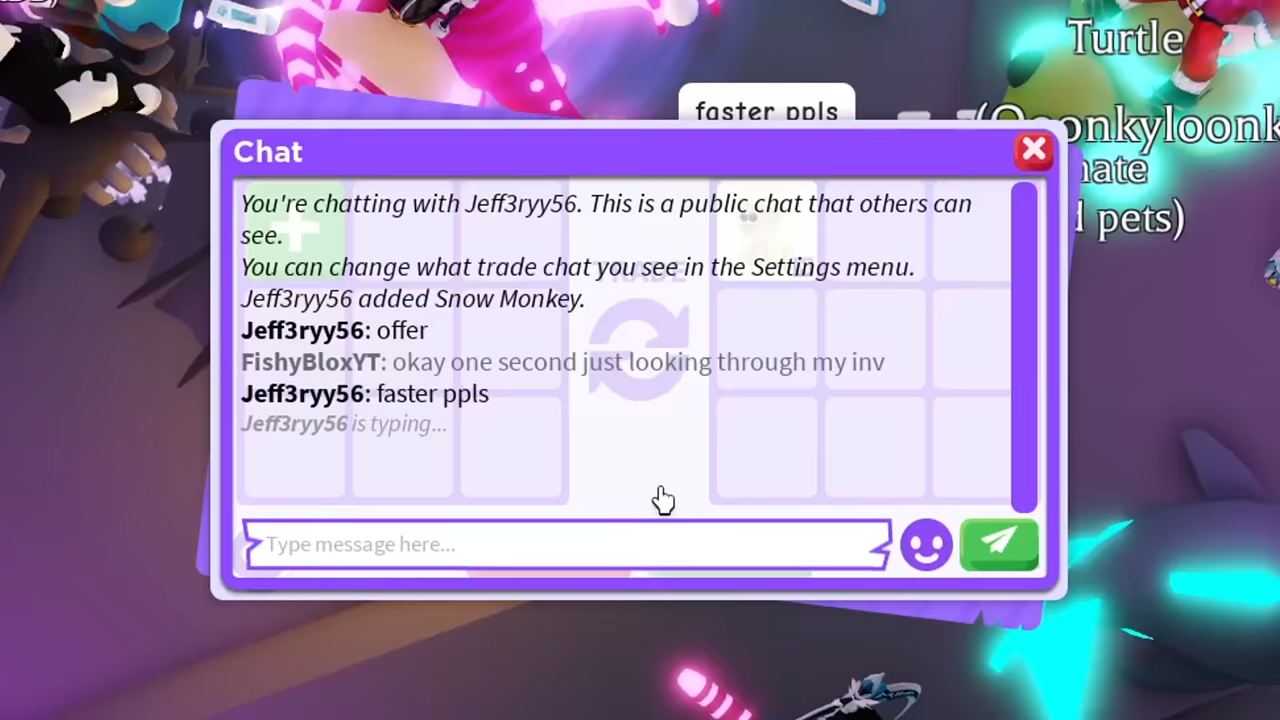 Turtle
faster ppls
Chat
pets)
You're chatting with Jeff3ryy56. This is a public chat that others can
see.
You can change what trade chat you see in the Settings menu.
TRADE
Jeff3ryy56 added Snow Monkey.
Jeff3ryy56: offer
FishyBloxYT: okay one second just looking through my inv
Jeff3ryy56: faster ppls
Jeff3ryy56 is typing...
Type message here...